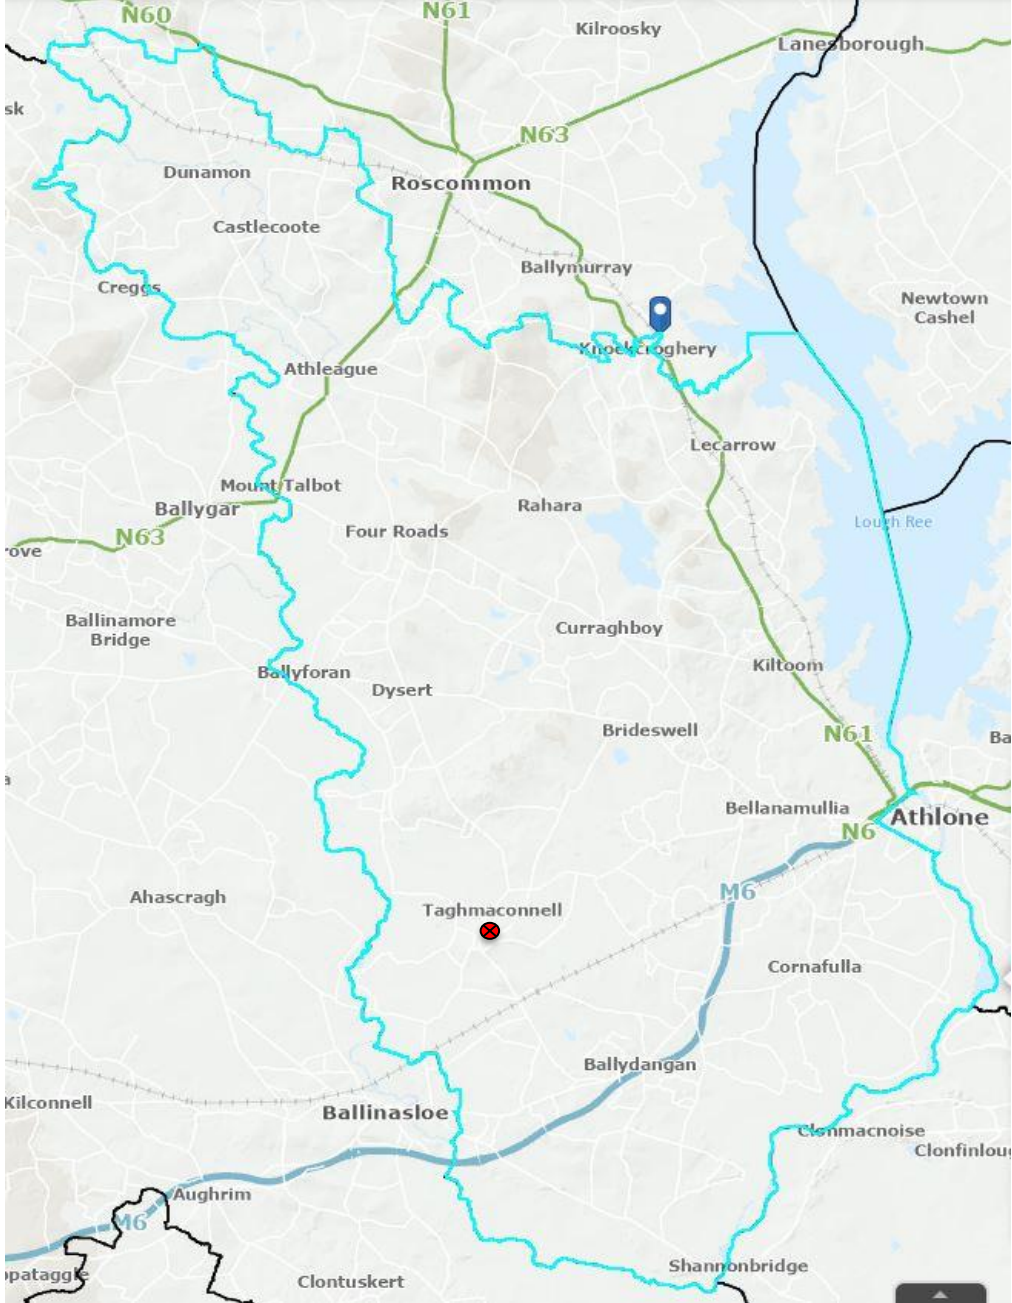 N60
N61
Kilroosky
Lanesborough
sk
N63
Dunamon
Roscommon
Castlecoote
Ballymurray
Creggs
Newtown
Cashel
Knockcroghery
Athleague
Lecarrow
Mount Talbot
Ballygar
Rahara
Lough Ree
Four Roads
N63
rove
Ballinamore
Bridge
Curraghboy
Kiltoom
Ballyforan
Dysert
Brideswell
N61
Ba
a
Bellanamullia
Athlone
N6
M6
Ahascragh
Taghmaconnell
Cornafulla
Ballydangan
Kilconnell
Ballinasloe
Clonmacnoise
Clonfinloug
Aughrim
M6
Shannonbridge
opataggle
Clontuskert